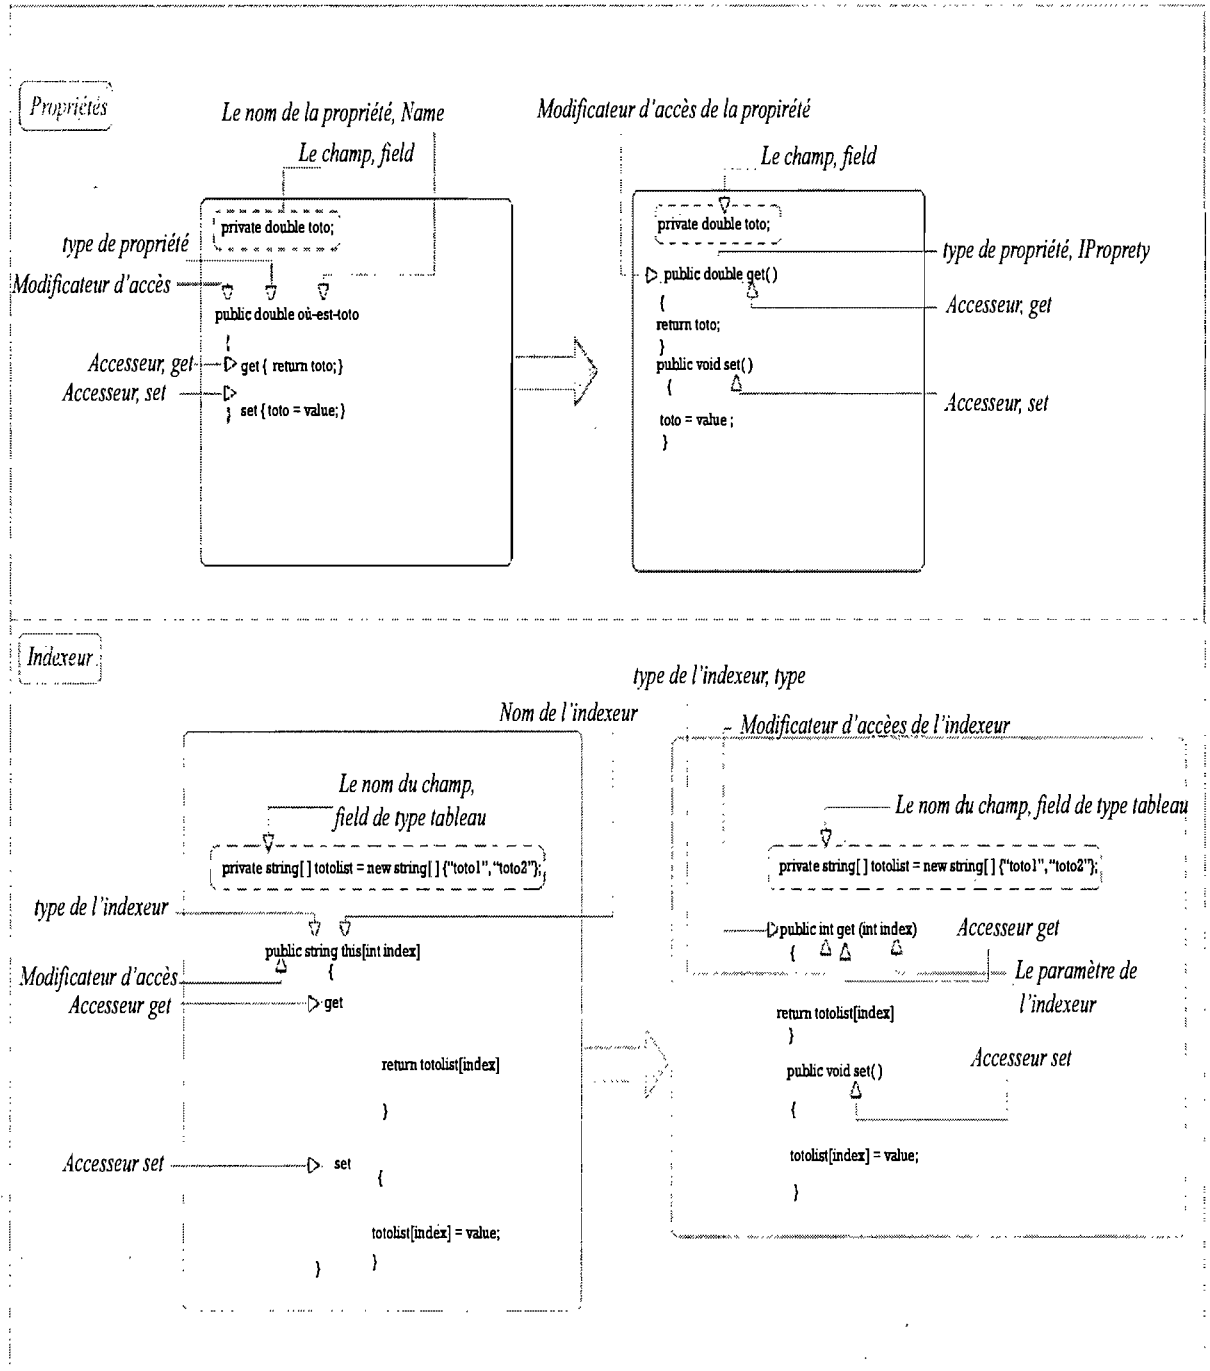 Propriétés
Le nom de la propriété, Name
Le champ, field
private double toto;
type de propriété
Modificateur d'accès
public double où-est-toto
{
Accesseur, get
get { return toto; }
Accesseur, set
set { toto = value; }
}
Modificateur d'accès de la propirété
Le champ, field
private double toto;
type de propriété, IProprety
public double get( )
Accesseur, get
{
return toto;
}
public void set( )
{
Accesseur, set
toto = value ;
}
Indexeur
Nom de l'indexeur
Le nom du champ,
field de type tableau
private string[ ] totolist = new string[ ] {"toto1", "toto2"};
type de l'indexeur
public string this[int index]
Modificateur d'accès
{
Accesseur get
get
return totolist[index]
}
Accesseur set
set
{
totolist[index] = value;
}
}
type de l'indexeur, type
Modificateur d'accèes de l'indexeur
Le nom du champ, field de type tableau
private string[ ] totolist = new string[ ] {"toto1", "toto2"};
public int get (int index)
Accesseur get
{
Le paramètre de
l'indexeur
return totolist[index]
}
Accesseur set
public void set( )
{
totolist[index] = value;
}